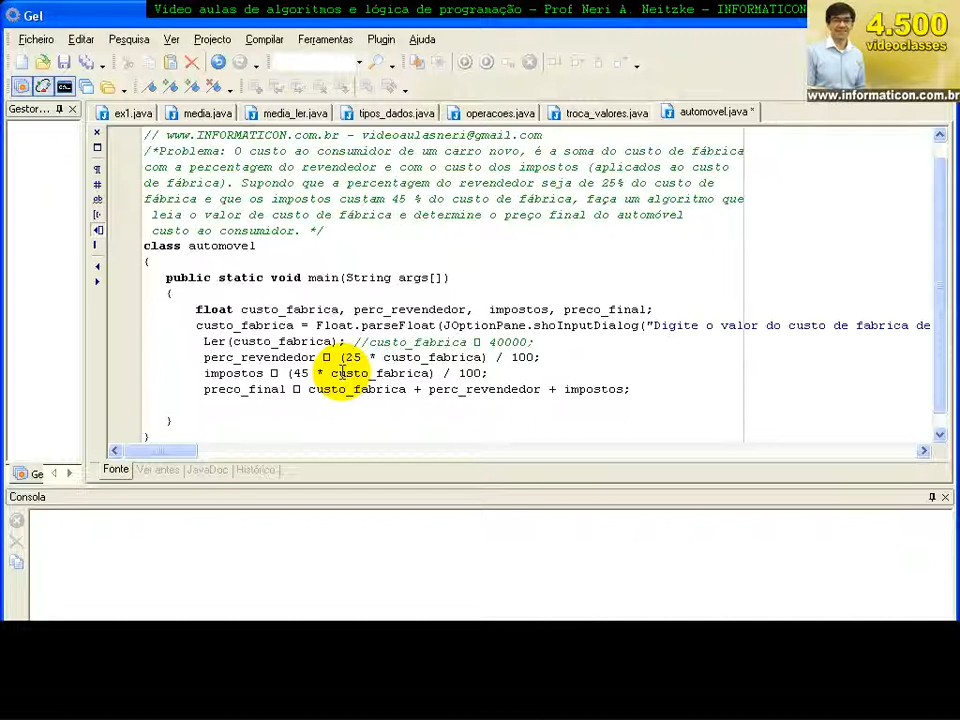 Video aulas de algoritmos e lógica de programação - Prof Neri A. Neitzke - INFORMATICON
Gel
4.500
videoclasses
www.informaticon.com.br
Ficheiro Editar Pesquisa Ver Projecto Compilar Ferramentas Plugin Ajuda
Gestor...
ex1.java media.java media_ler.java tipos_dados.java operacoes.java troca_valores.java automovel.java *
// www.INFORMATICON.com.br - videoaulasneri@gmail.com
/*Problema: O custo ao consumidor de um carro novo, é a soma do custo de fábrica
com a percentagem do revendedor e com o custo dos impostos (aplicados ao custo
de fábrica). Supondo que a percentagem do revendedor seja de 25% do custo de
fábrica e que os impostos custam 45 % do custo de fábrica, faça um algoritmo que
leia o valor de custo de fábrica e determine o preço final do automóvel
custo ao consumidor. */
class automovel
{
public static void main(String args[])
{
float custo_fabrica, perc_revendedor, impostos, preco_final;
custo_fabrica = Float.parseFloat(JOptionPane.shoInputDialog("Digite o valor do custo de fabrica de
Ler(custo_fabrica); //custo_fabrica □ 40000;
perc_revendedor □ (25 * custo_fabrica) / 100;
impostos □ (45 * custo_fabrica) / 100;
preco_final □ custo_fabrica + perc_revendedor + impostos;
}
}
Ge
Fonte Ver antes JavaDoc Histórico
Consola